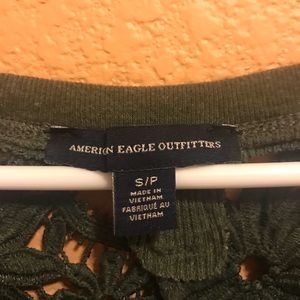 AMERICAN EAGLE OUTFITTERS
S/P
MADE IN
VIETNAM
FABRIQUÉ AU
VIETNAM